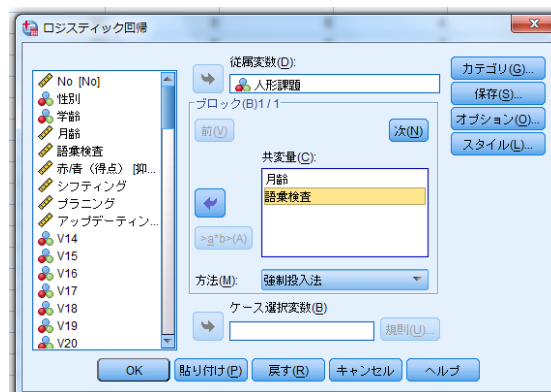 ロジスティック回帰
No [No]
性別
学齢
月齢
語彙検査
赤/青（得点） [抑...
シフティング
プラニング
アップデーティン...
V14
V15
V16
V17
V18
V19
V20
従属変数(D):
人形課題
ブロック(B)1 / 1
前(V)
次(N)
共変量(C):
月齢
語彙検査
>a*b>(A)
方法(M):
強制投入法
ケース選択変数(B)
規則(U)...
カテゴリ(G)...
保存(S)...
オプション(O)...
スタイル(L)...
OK
貼り付け(P)
戻す(R)
キャンセル
ヘルプ